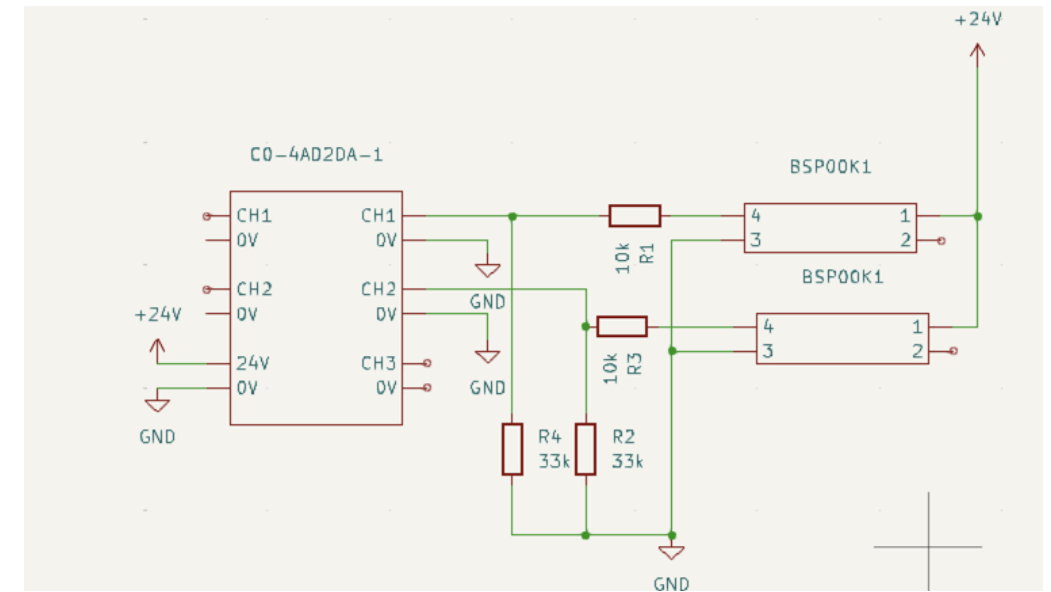 +24V
C0-4AD2DA-1
BSP00K1
CH1 CH1 4 1
0V 0V 3 2
10k R1
BSP00K1
CH2 CH2
GND
+24V 0V 0V 4 1
24V CH3 3 2
10k R3
0V 0V GND
GND R4 R2
33k 33k
GND